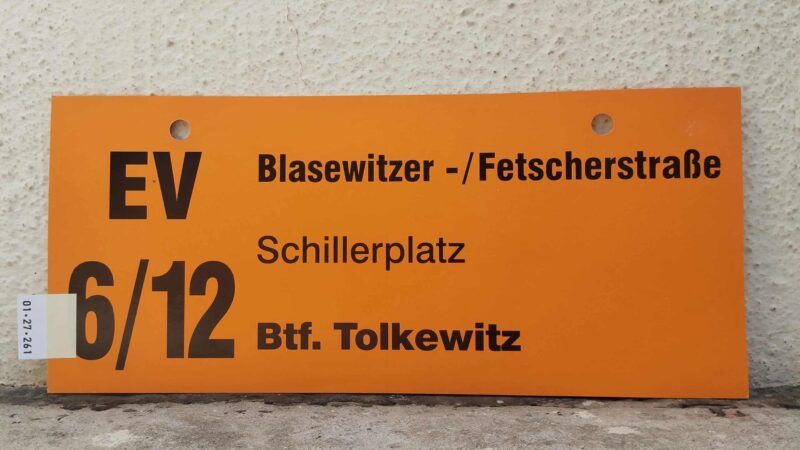 EV
6/12
Blasewitzer -/Fetscherstraße
Schillerplatz
Btf. Tolkewitz
01·27·261